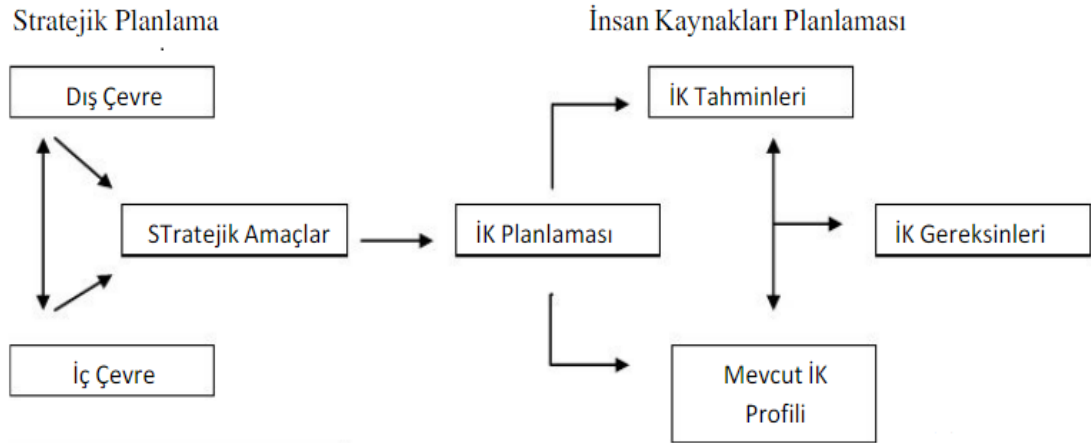 Stratejik Planlama
İnsan Kaynakları Planlaması
Dış Çevre
İK Tahminleri
STratejik Amaçlar
İK Planlaması
İK Gereksinleri
İç Çevre
Mevcut İK
Profili